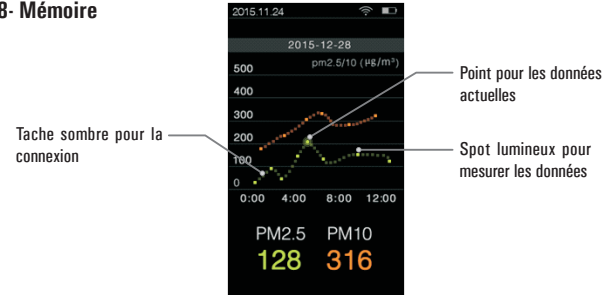 8- Mémoire
2015.11.24
2015-12-28
pm2.5/10 (µg/m³)
500
400
300
200
100
0
0:00 4:00 8:00 12:00
PM2.5 PM10
128 316
Tache sombre pour la
connexion
Point pour les données
actuelles
Spot lumineux pour
mesurer les données